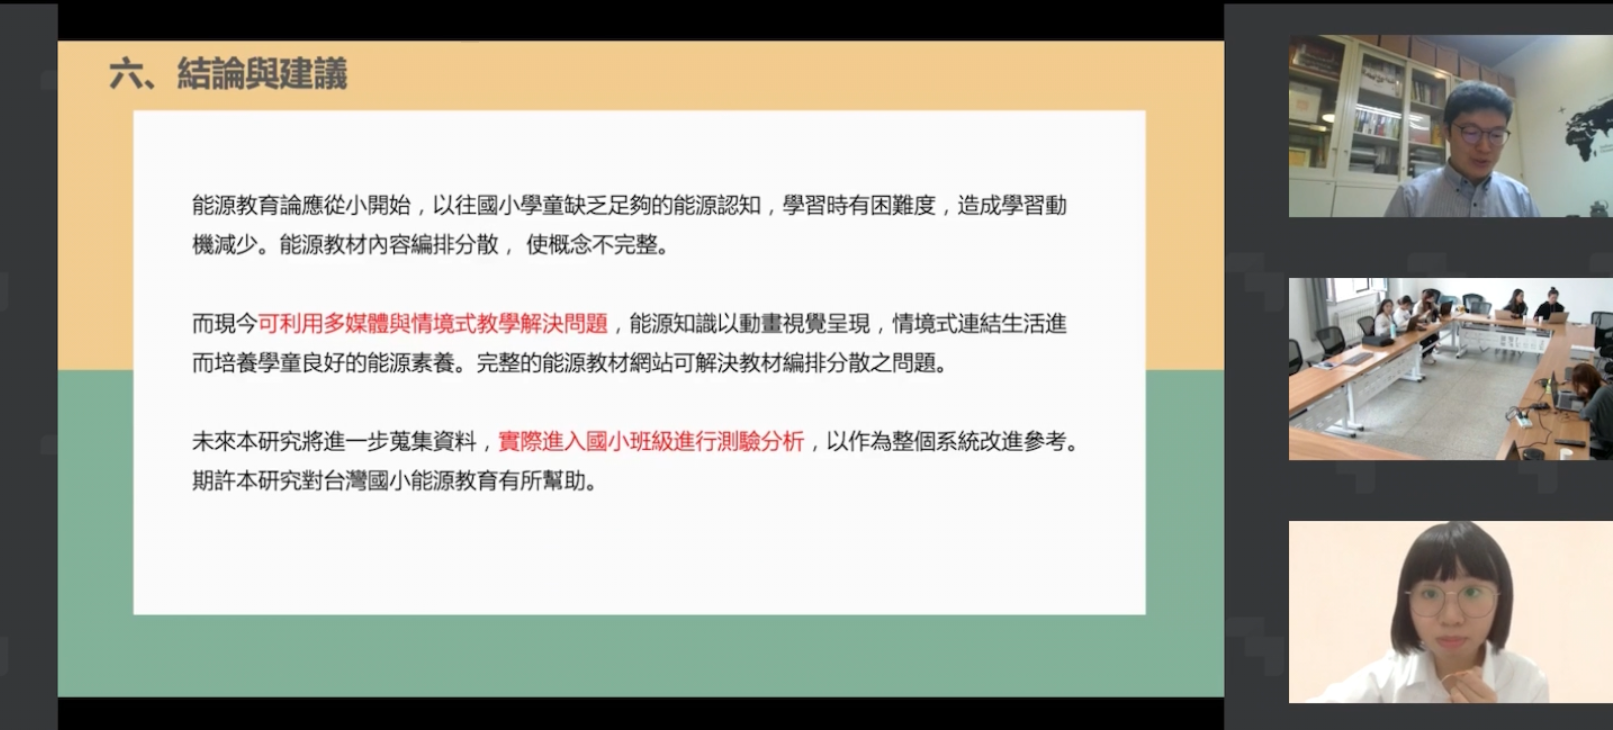 六、結論與建議
能源教育論應從小開始，以往國小學童缺乏足夠的能源認知，學習時有困難度，造成學習動
機減少。能源教材內容編排分散， 使概念不完整。
而現今可利用多媒體與情境式教學解決問題，能源知識以動畫視覺呈現，情境式連結生活進
而培養學童良好的能源素養。完整的能源教材網站可解決教材編排分散之問題。
未來本研究將進一步蒐集資料，實際進入國小班級進行測驗分析，以作為整個系統改進參考。
期許本研究對台灣國小能源教育有所幫助。